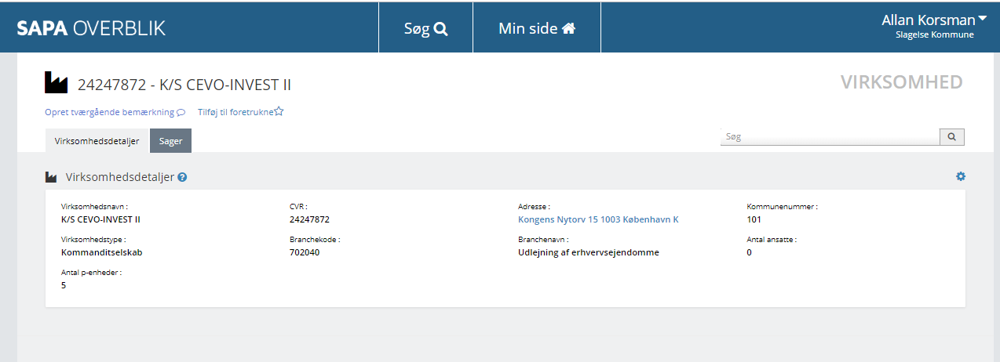 SAPA OVERBLIK
Søg
Min side
Allan Korsman
Slagelse Kommune
24247872 - K/S CEVO-INVEST II
VIRKSOMHED
Opret tværgående bemærkning
Tilføj til foretrukne
Virksomhedsdetaljer
Sager
Søg
Virksomhedsdetaljer
Virksomhedsnavn :
K/S CEVO-INVEST II
CVR :
24247872
Adresse :
Kongens Nytorv 15 1003 København K
Kommunenummer :
101
Virksomhedstype :
Kommanditselskab
Branchekode :
702040
Branchenavn :
Udlejning af erhvervsejendomme
Antal ansatte :
0
Antal p-enheder :
5